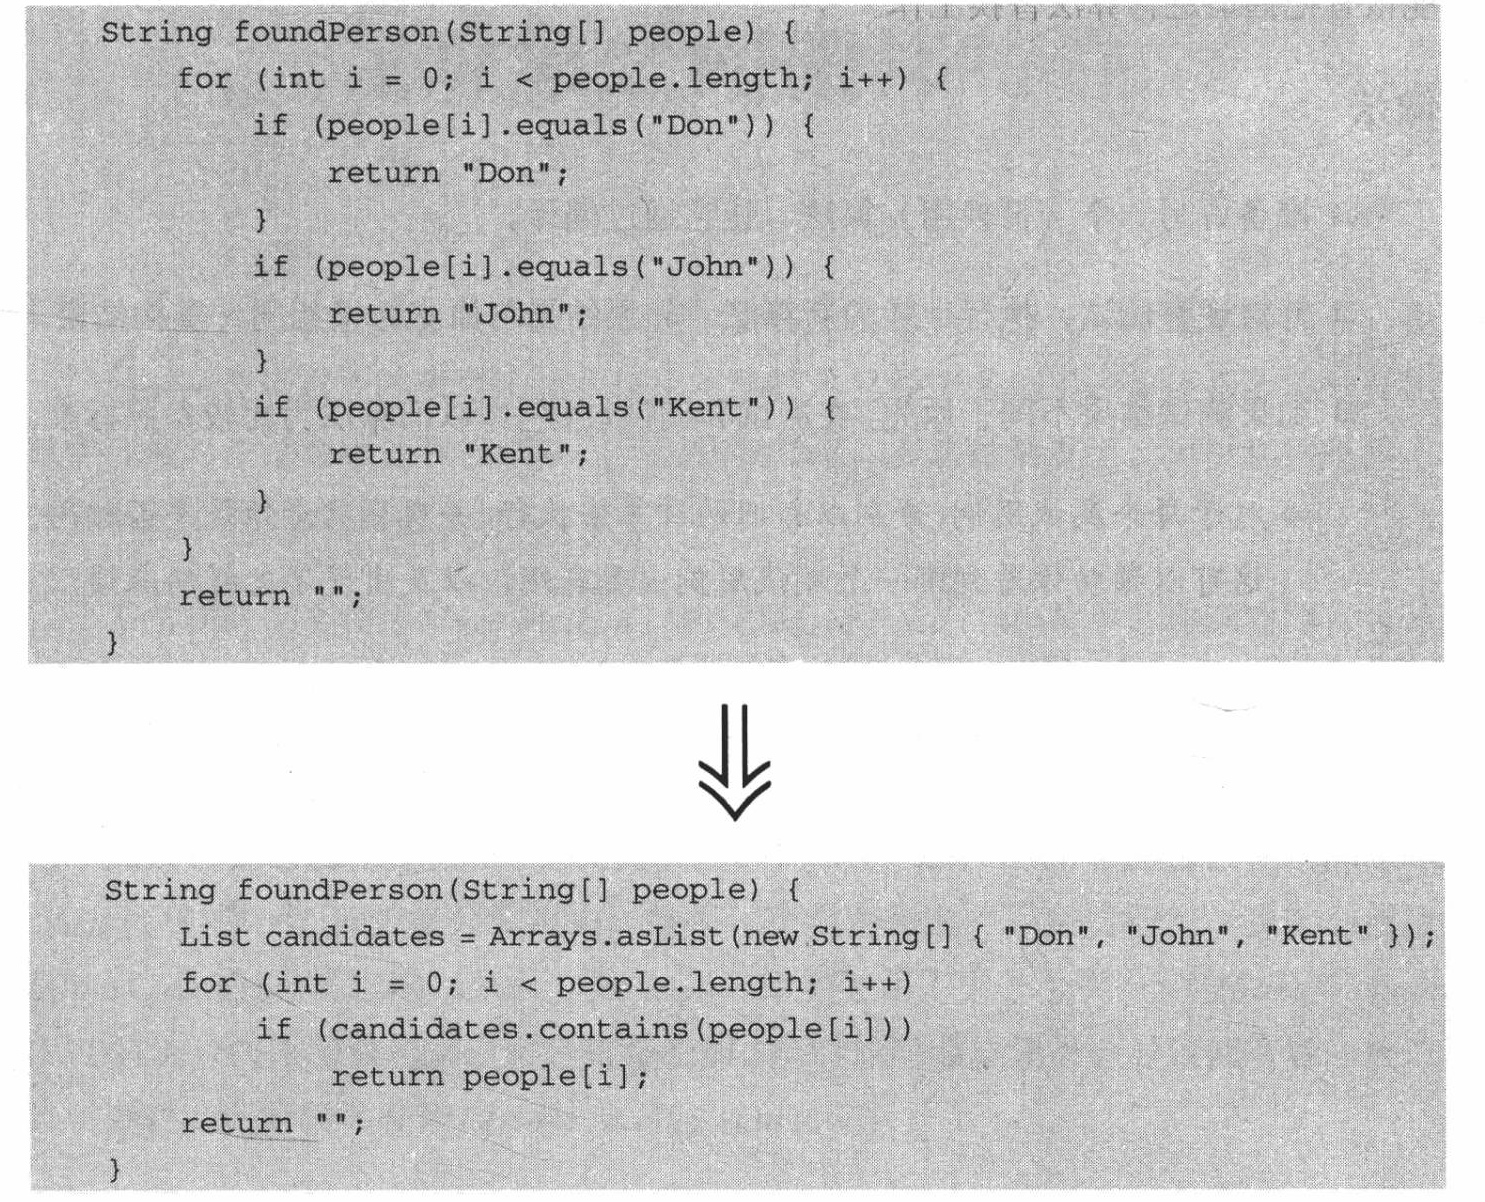 String foundPerson(String[] people) {
for (int i = 0; i < people.length; i++) {
if (people[i].equals("Don")) {
return "Don";
}
if (people[i].equals("John")) {
return "John";
}
if (people[i].equals("Kent")) {
return "Kent";
}
}
return "";
}
String foundPerson(String[] people) {
List candidates = Arrays.asList(new String[] { "Don", "John", "Kent" });
for (int i = 0; i < people.length; i++)
if (candidates.contains(people[i]))
return people[i];
return "";
}